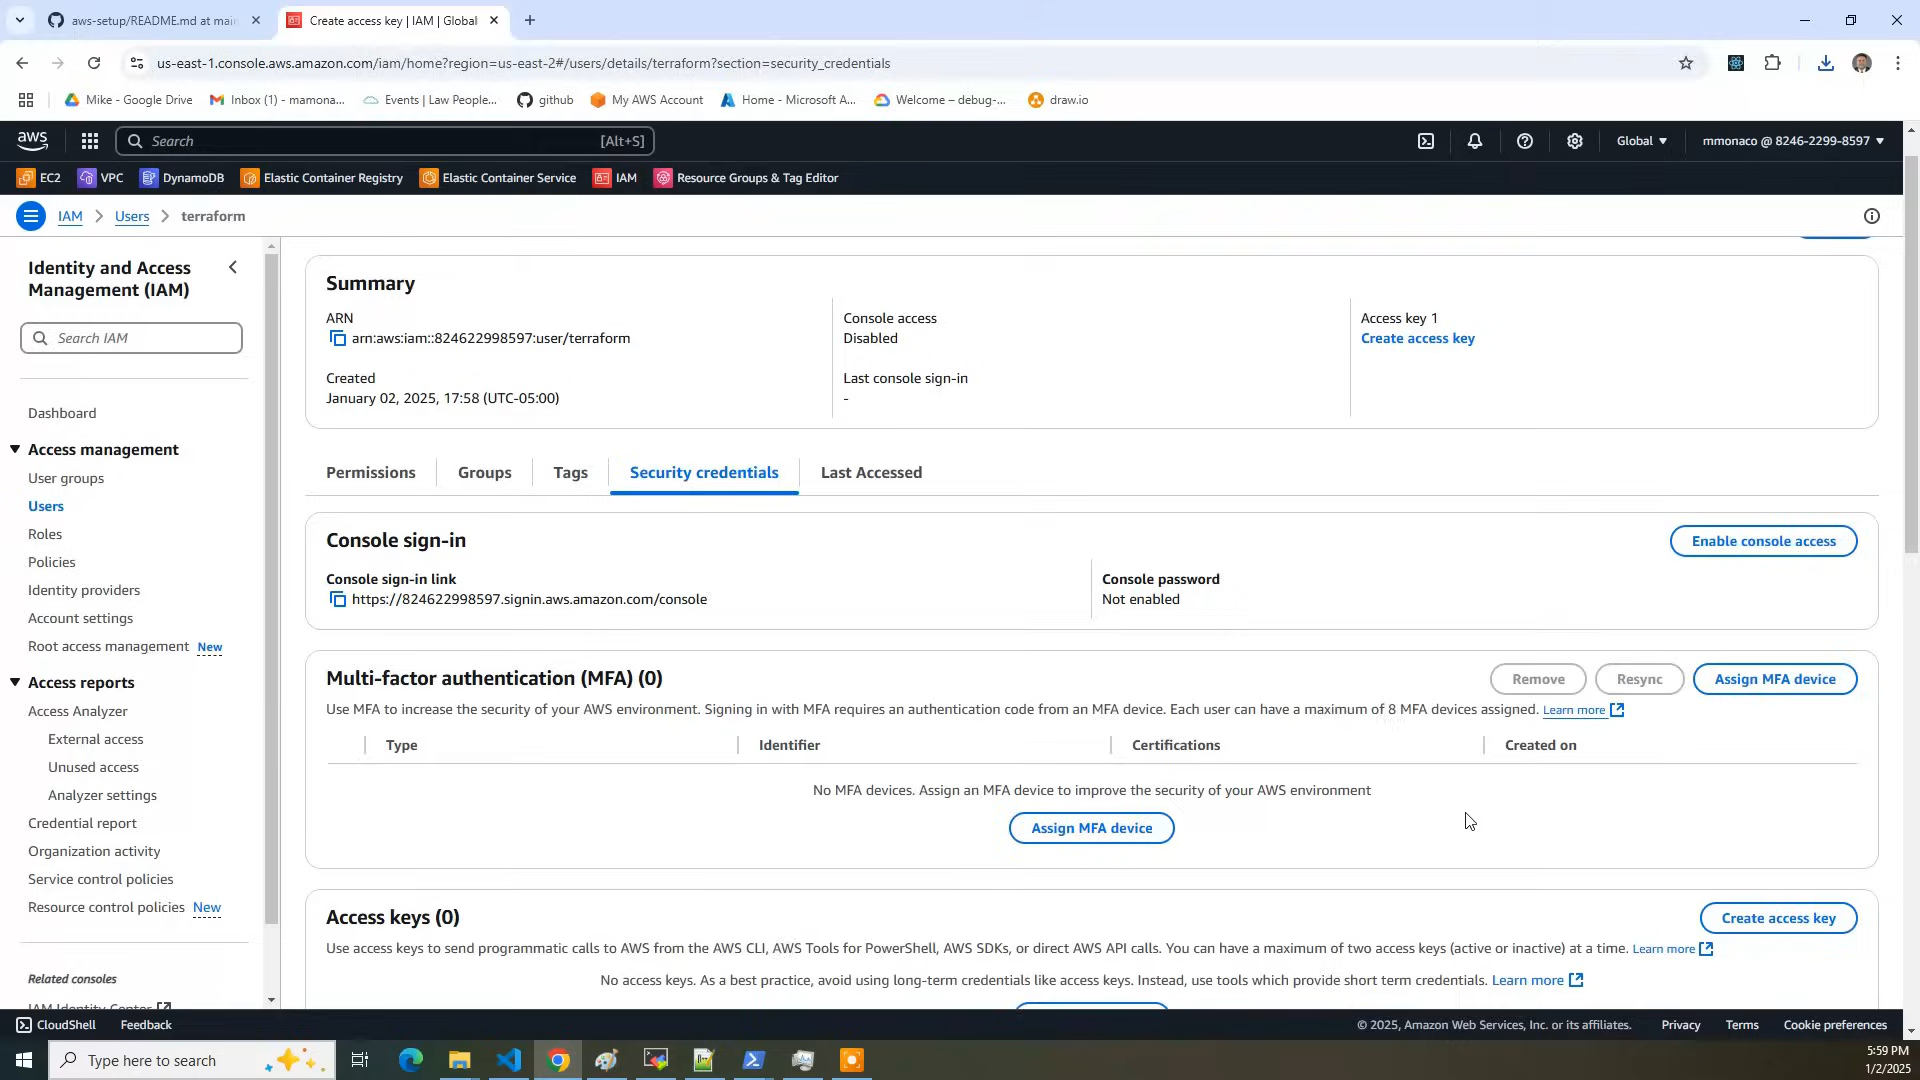 aws-setup/README.md at mai
Create access key | IAM | Global
us-east-1.console.aws.amazon.com/iam/home?region=us-east-2#/users/details/terraform?section=security_credentials
Mike - Google Drive
Inbox (1) - mamona...
Events | Law People...
github
My AWS Account
Home - Microsoft A...
Welcome – debug-...
draw.io
aws
Search
[Alt+S]
Global
mmonaco @ 8246-2299-8597
EC2
VPC
DynamoDB
Elastic Container Registry
Elastic Container Service
IAM
Resource Groups & Tag Editor
IAM
Users
terraform
Identity and Access
Management (IAM)
Search IAM
Dashboard
Access management
User groups
Users
Roles
Policies
Identity providers
Account settings
Root access management New
Access reports
Access Analyzer
External access
Unused access
Analyzer settings
Credential report
Organization activity
Service control policies
Resource control policies New
Related consoles
IAM Identity Center
Summary
ARN
arn:aws:iam::824622998597:user/terraform
Created
January 02, 2025, 17:58 (UTC-05:00)
Console access
Disabled
Last console sign-in
-
Access key 1
Create access key
Permissions
Groups
Tags
Security credentials
Last Accessed
Console sign-in
Enable console access
Console sign-in link
https://824622998597.signin.aws.amazon.com/console
Console password
Not enabled
Multi-factor authentication (MFA) (0)
Remove
Resync
Assign MFA device
Use MFA to increase the security of your AWS environment. Signing in with MFA requires an authentication code from an MFA device. Each user can have a maximum of 8 MFA devices assigned. Learn more
Type
Identifier
Certifications
Created on
No MFA devices. Assign an MFA device to improve the security of your AWS environment
Assign MFA device
Access keys (0)
Create access key
Use access keys to send programmatic calls to AWS from the AWS CLI, AWS Tools for PowerShell, AWS SDKs, or direct AWS API calls. You can have a maximum of two access keys (active or inactive) at a time. Learn more
No access keys. As a best practice, avoid using long-term credentials like access keys. Instead, use tools which provide short term credentials. Learn more
CloudShell
Feedback
© 2025, Amazon Web Services, Inc. or its affiliates.
Privacy
Terms
Cookie preferences
Type here to search
5:59 PM
1/2/2025